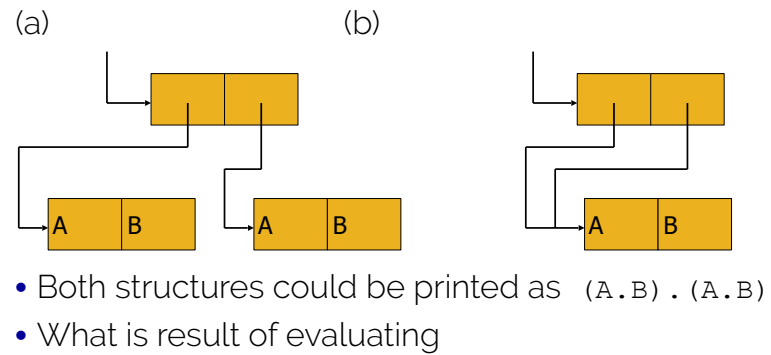 (a) (b)
A B A B A B
• Both structures could be printed as (A.B).(A.B)
• What is result of evaluating